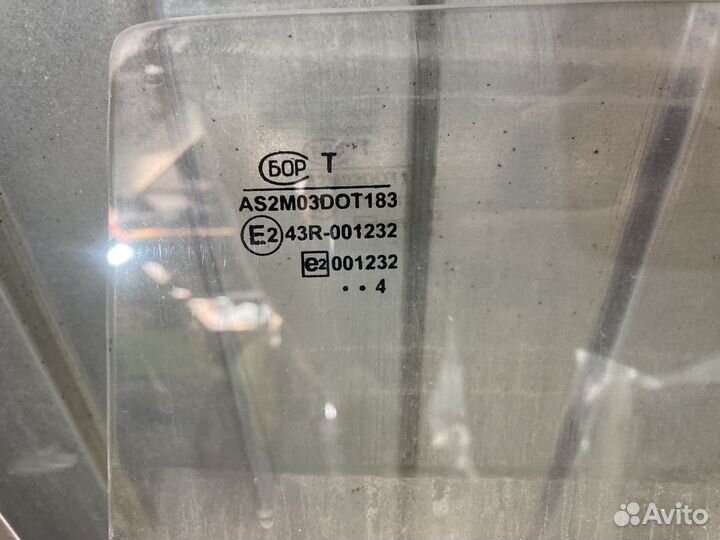 БОР T
AS2M03DOT183
E2 43R-001232
e2 001232
• • 4
Avito